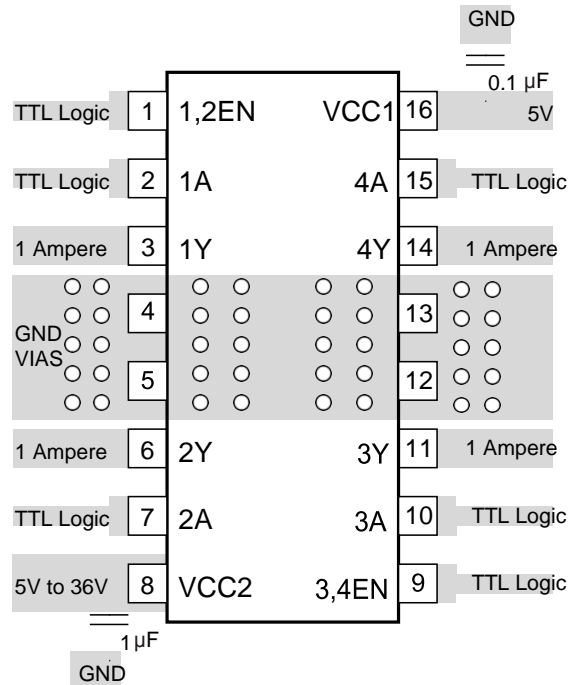 GND
0.1 µF
TTL Logic 1 1,2EN VCC1 16 5V
TTL Logic 2 1A 4A 15 TTL Logic
1 Ampere 3 1Y 4Y 14 1 Ampere
4 13
GND
VIAS
5 12
1 Ampere 6 2Y 3Y 11 1 Ampere
TTL Logic 7 2A 3A 10 TTL Logic
5V to 36V 8 VCC2 3,4EN 9 TTL Logic
1 µF
GND